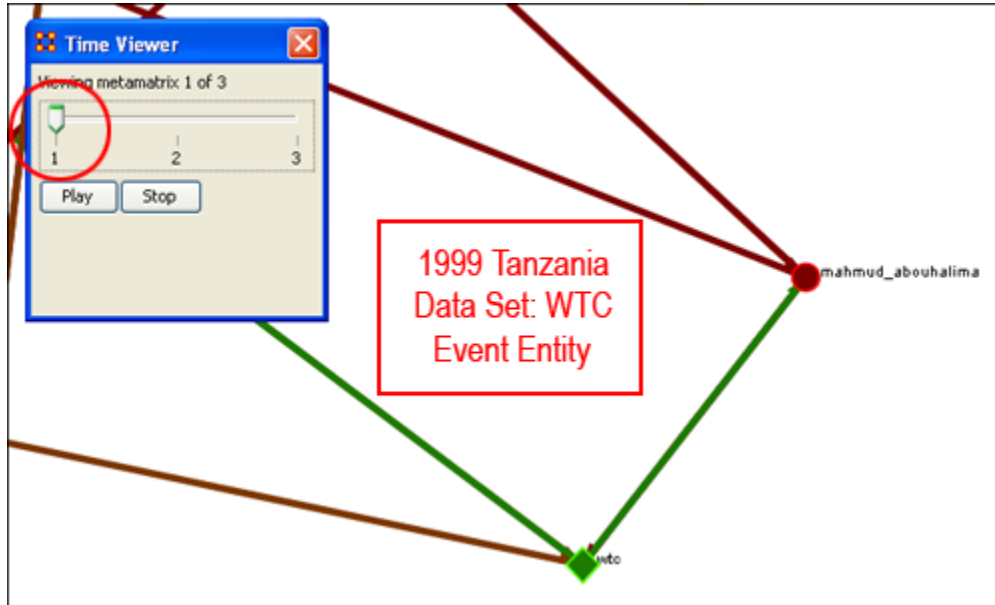 Time Viewer
Viewing metamatrix 1 of 3
1 2 3
Play Stop
1999 Tanzania
Data Set: WTC
Event Entity
mahmud_abouhalima
wtc